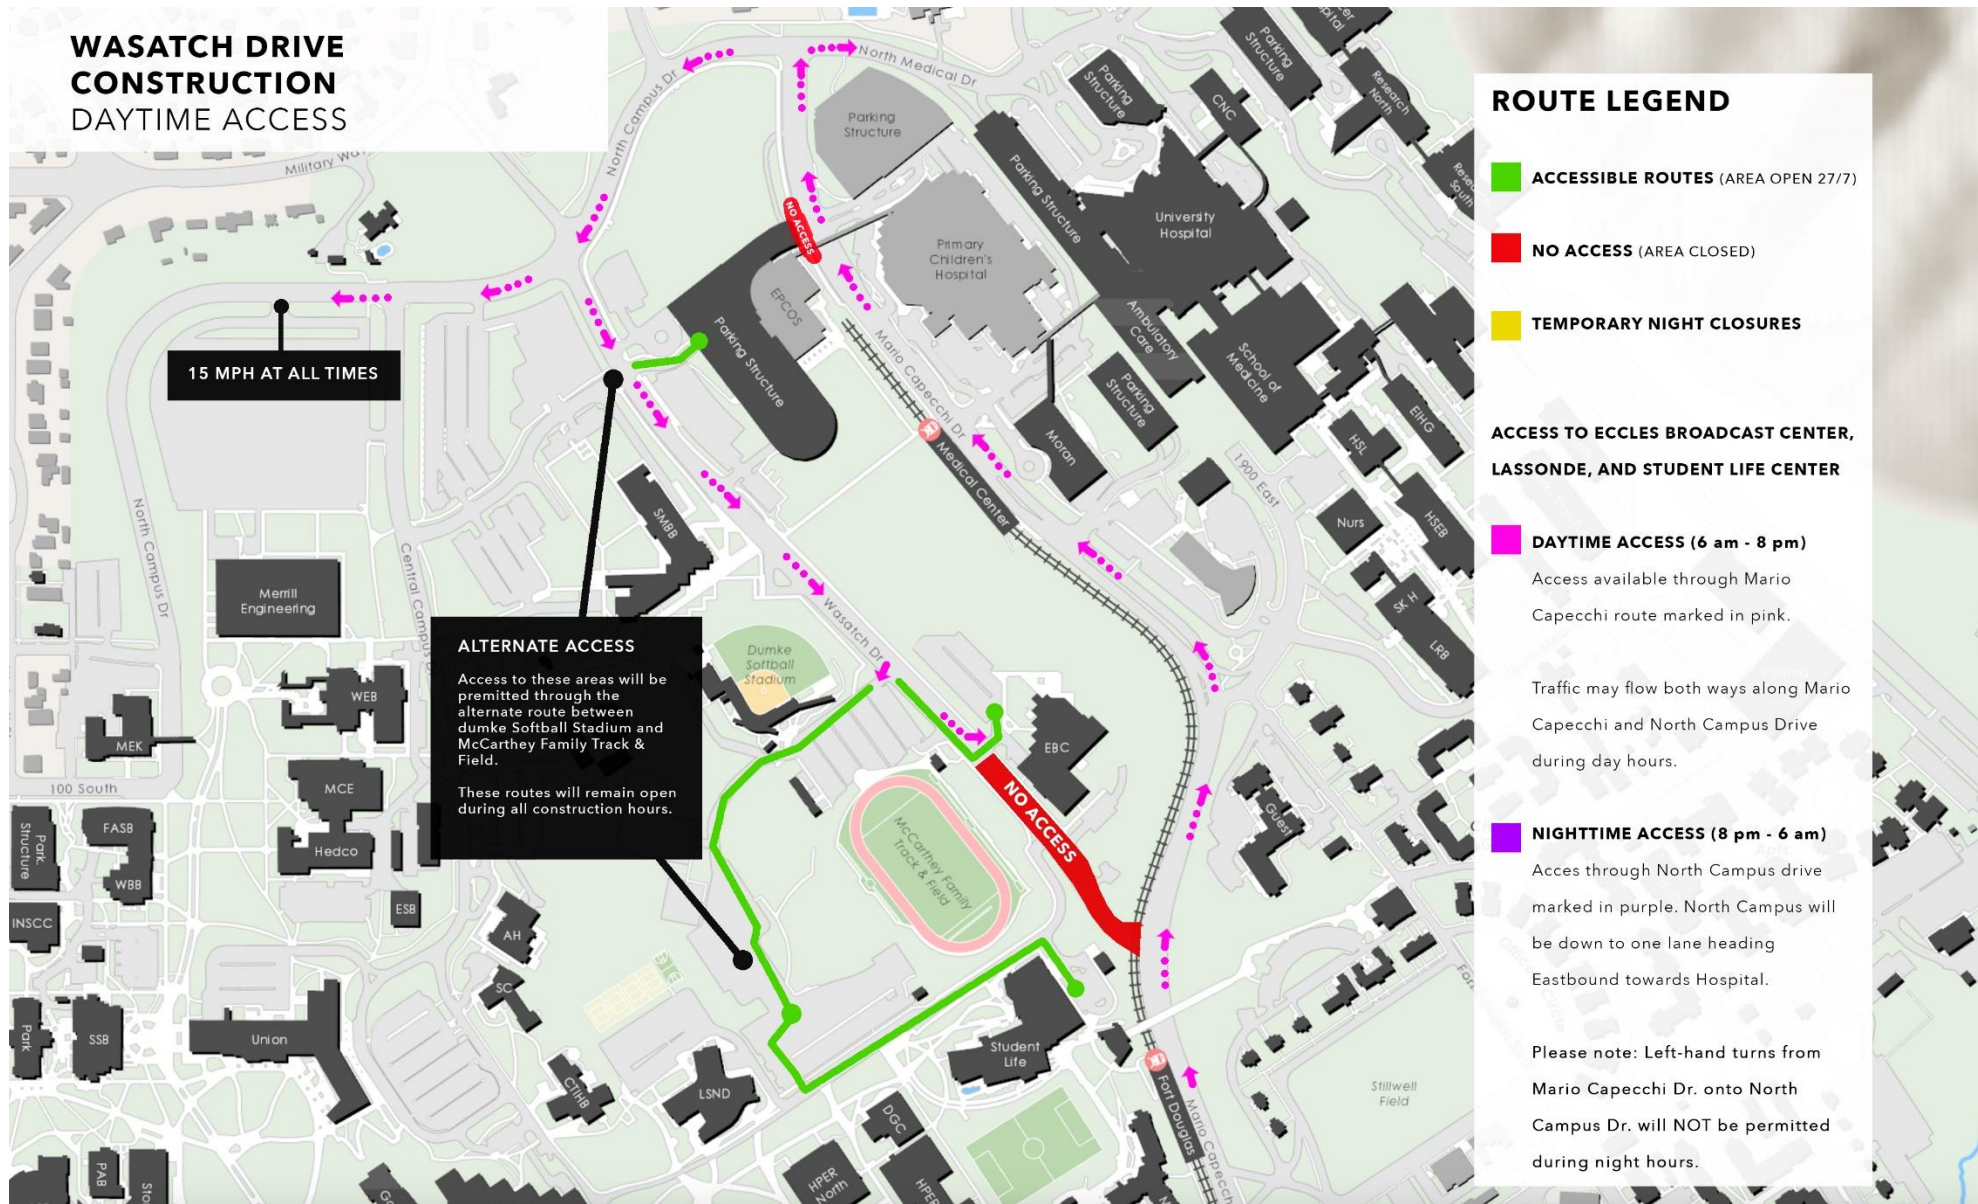 WASATCH DRIVE
CONSTRUCTION
DAYTIME ACCESS
North Campus Dr
North Medical Dr
Military
Parking
Structure
Parking
Structure
Parking
Structure
CNC
Research
North
Parking Structure
University
Hospital
NO ACCESS
Primary
Children's
Hospital
EPCOS
Parking Structure
Mario Capecchi Dr
Ambulatory
Care
School of
Medicine
Parking
Structure
Moran
EIHG
HSL
1900 East
HSEB
Nurs
SK H
LRB
15 MPH AT ALL TIMES
Medical Center
SMBB
North Campus Dr
Central Campus
Merrill
Engineering
Wasatch Dr
Dumke
Softball
Stadium
ALTERNATE ACCESS
Access to these areas will be
premitted through the
alternate route between
dumke Softball Stadium and
McCarthey Family Track &
Field.
These routes will remain open
during all construction hours.
WEB
MEK
100 South
MCE
FASB
Hedco
Park
Structure
WBB
INSCC
ESB
AH
SC
EBC
NO ACCESS
Guest
McCarthey Family
Track & Field
Park
SSB
Union
CTIHB
LSND
Student
Life
DGC
HPER
North
HPER
Fort Douglas
Mario Capecch
Stillwell
Field
PAB
ROUTE LEGEND
ACCESSIBLE ROUTES (AREA OPEN 27/7)
NO ACCESS (AREA CLOSED)
TEMPORARY NIGHT CLOSURES
ACCESS TO ECCLES BROADCAST CENTER,
LASSONDE, AND STUDENT LIFE CENTER
DAYTIME ACCESS (6 am - 8 pm)
Access available through Mario
Capecchi route marked in pink.
Traffic may flow both ways along Mario
Capecchi and North Campus Drive
during day hours.
NIGHTTIME ACCESS (8 pm - 6 am)
Acces through North Campus drive
marked in purple. North Campus will
be down to one lane heading
Eastbound towards Hospital.
Please note: Left-hand turns from
Mario Capecchi Dr. onto North
Campus Dr. will NOT be permitted
during night hours.